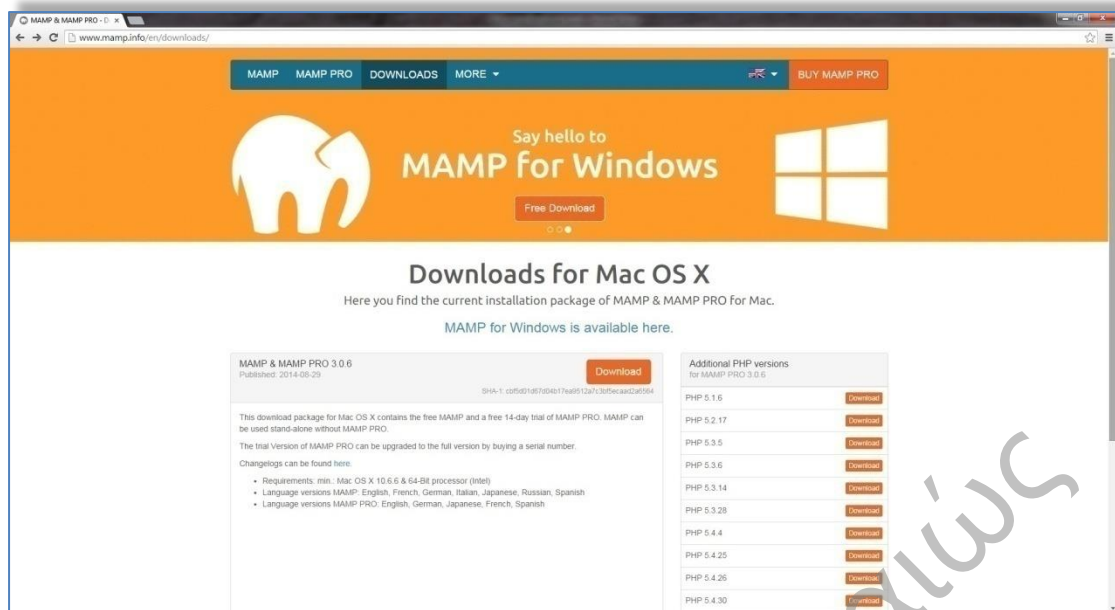 MAMP & MAMP PRO - D
www.mamp.info/en/downloads/
MAMP MAMP PRO DOWNLOADS MORE BUY MAMP PRO
Say hello to
MAMP for Windows
Free Download
Downloads for Mac OS X
Here you find the current installation package of MAMP & MAMP PRO for Mac.
MAMP for Windows is available here.
MAMP & MAMP PRO 3.0.6
Published: 2014-08-29
Download
SHA-1:
This download package for Mac OS X contains the free MAMP and a free 14-day trial of MAMP PRO. MAMP can
be used stand-alone without MAMP PRO.
The trial Version of MAMP PRO can be upgraded to the full version by buying a serial number.
Changelogs can be found here.
Requirements: min.: Mac OS X 10.6.6 & 64-Bit processor (Intel)
Language versions MAMP: English, French, German, Italian, Japanese, Russian, Spanish
Language versions MAMP PRO: English, German, Japanese, French, Spanish
Additional PHP versions
for MAMP PRO 3.0.6
PHP 5.1.6 Download
PHP 5.2.17 Download
PHP 5.3.5 Download
PHP 5.3.6 Download
PHP 5.3.14 Download
PHP 5.3.28 Download
PHP 5.4.4 Download
PHP 5.4.25 Download
PHP 5.4.26 Download
PHP 5.4.30 Download